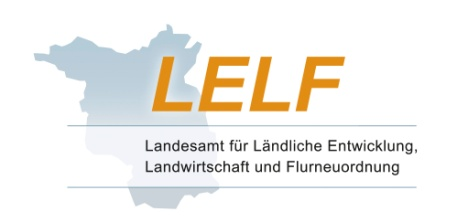 LELF
Landesamt für Ländliche Entwicklung,
Landwirtschaft und Flurneuordnung